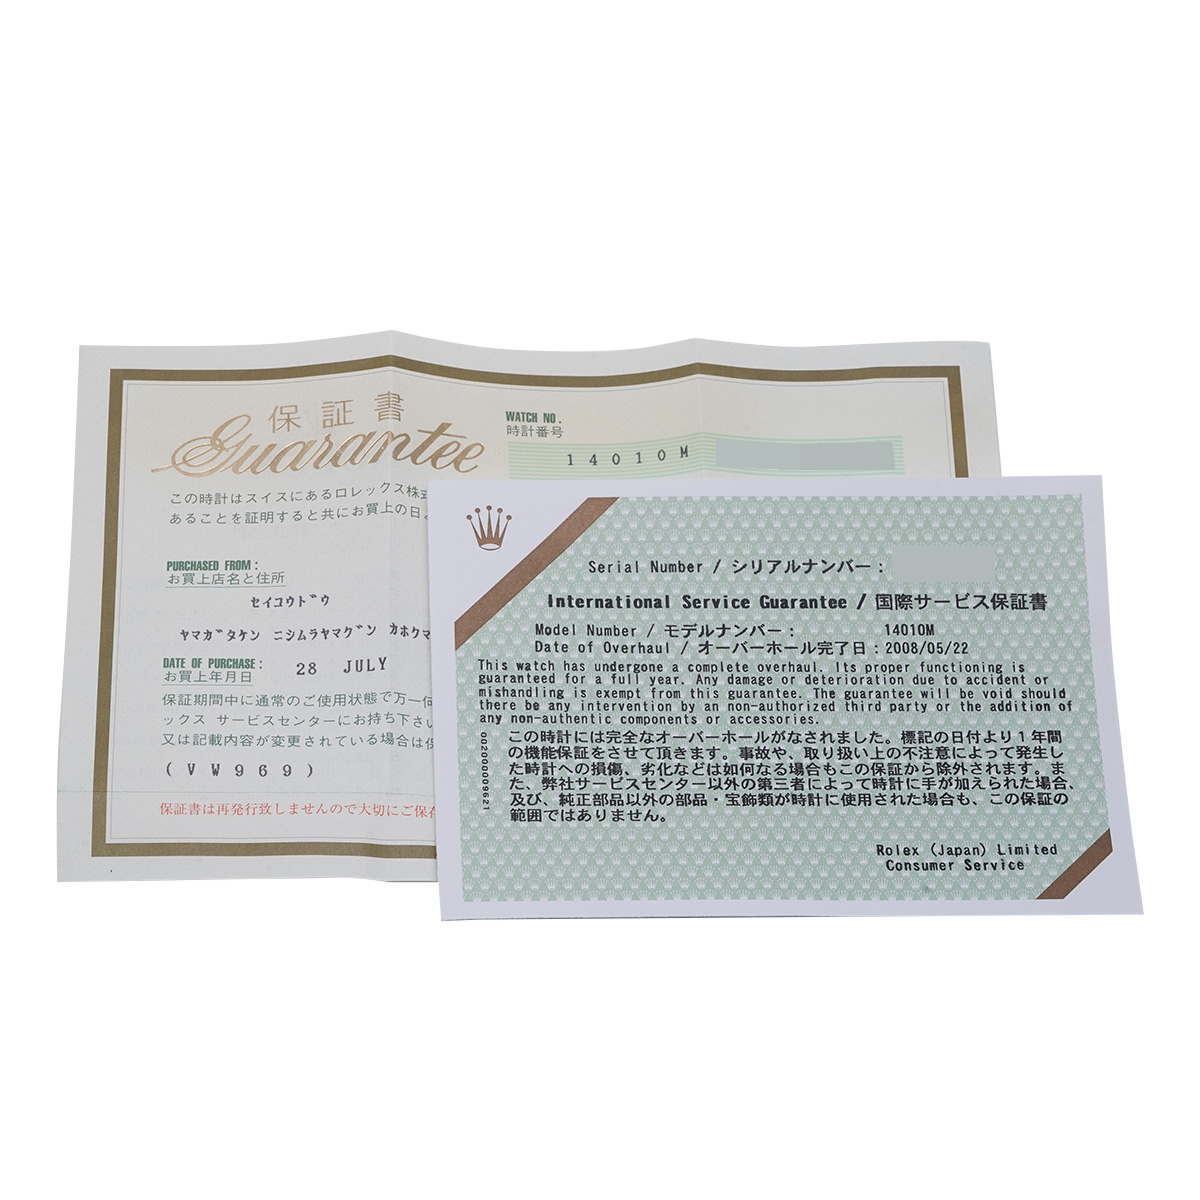 保証書
Guarantee
WATCH NO.
時計番号
14010M
この時計はスイスにあるロレックス株式
あることを証明すると共にお買上の日よ
PURCHASED FROM:
お買上店名と住所
セイコウドウ
ヤマガタケン ニシムラヤマグン カホクマ
DATE OF PURCHASE:
お買上年月日
28 JULY
保証期間中に通常のご使用状態で万一何
ックス サービスセンターにお持ち下さい
又は記載内容が変更されている場合は保
(VW969)
保証書は再発行致しませんので大切にご保存
Serial Number / シリアルナンバー:
International Service Guarantee / 国際サービス保証書
Model Number / モデルナンバー: 14010M
Date of Overhaul / オーバーホール完了日: 2008/05/22
This watch has undergone a complete overhaul. Its proper functioning is
guaranteed for a full year. Any damage or deterioration due to accident or
mishandling is exempt from this guarantee. The guarantee will be void should
there be any intervention by an non-authorized third party or the addition of
any non-authentic components or accessories.
この時計には完全なオーバーホールがなされました。標記の日付より1年間
の機能保証をさせて頂きます。事故や、取り扱い上の不注意によって発生し
た時計への損傷、劣化などは如何なる場合もこの保証から除外されます。ま
た、弊社サービスセンター以外の第三者によって時計に手が加えられた場合、
及び、純正部品以外の部品・宝飾類が時計に使用された場合も、この保証の
範囲ではありません。
002000009621
Rolex (Japan) Limited
Consumer Service